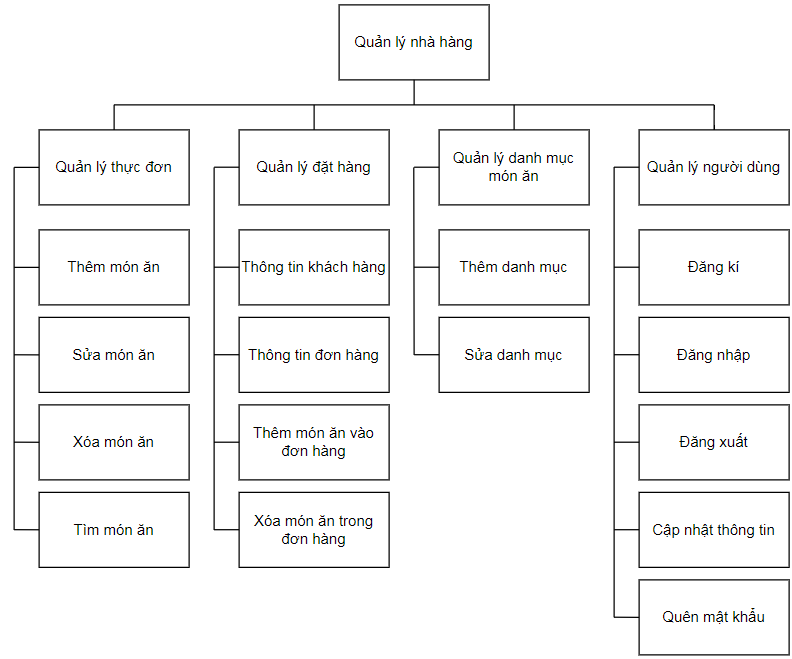 Quản lý nhà hàng
Quản lý thực đơn
Thêm món ăn
Sửa món ăn
Xóa món ăn
Tìm món ăn
Quản lý đặt hàng
Thông tin khách hàng
Thông tin đơn hàng
Thêm món ăn vào
đơn hàng
Xóa món ăn trong
đơn hàng
Quản lý danh mục
món ăn
Thêm danh mục
Sửa danh mục
Quản lý người dùng
Đăng kí
Đăng nhập
Đăng xuất
Cập nhật thông tin
Quên mật khẩu